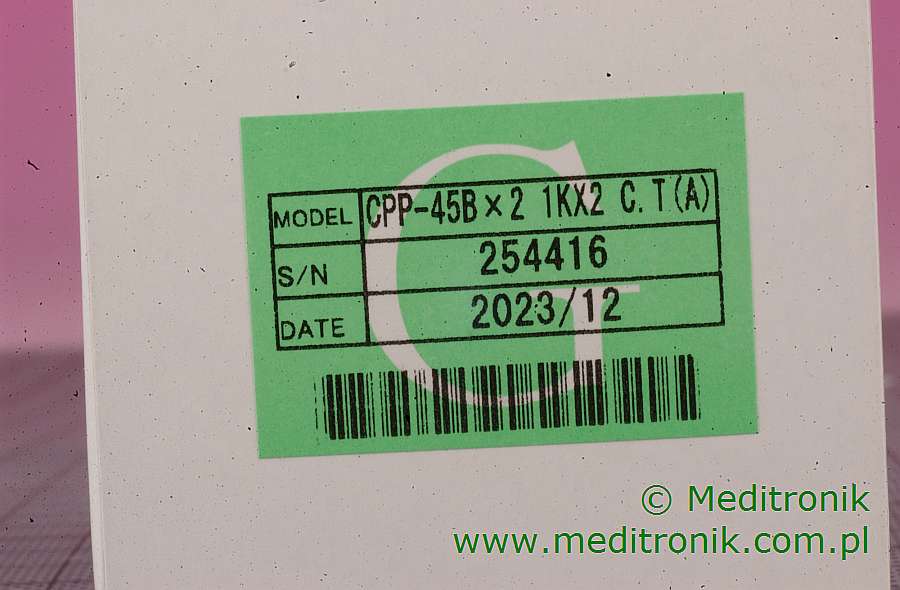 G
MODEL CPP-45B×2 1KX2 C.T(A)
S/N 254416
DATE 2023/12
© Meditronik
www.meditronik.com.pl